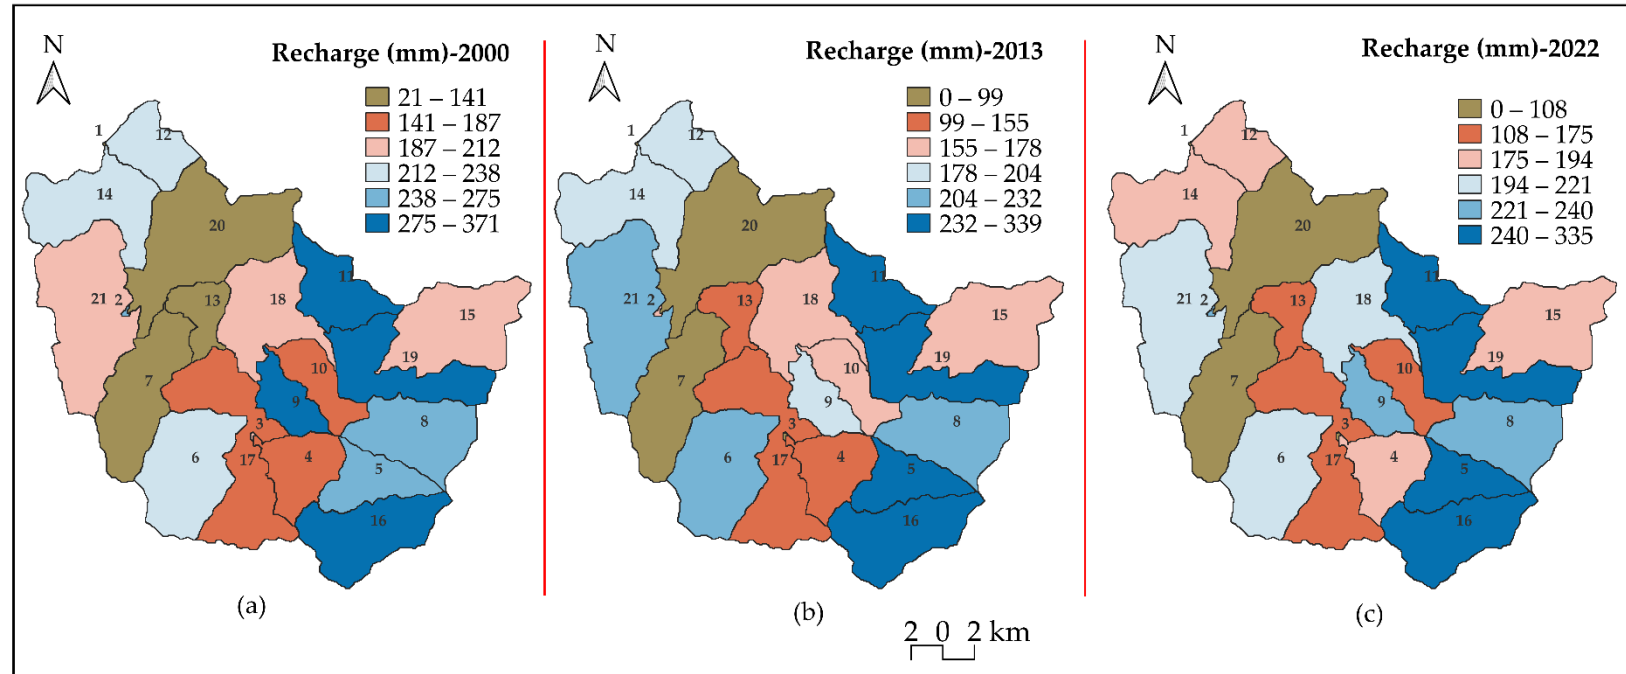 N
Recharge (mm)-2000
21 – 141
141 – 187
187 – 212
212 – 238
238 – 275
275 – 371
1
12
14
20
11
21
2
13
18
15
19
7
10
9
3
8
6
17
4
5
16
(a)
N
Recharge (mm)-2013
0 – 99
99 – 155
155 – 178
178 – 204
204 – 232
232 – 339
1
12
14
20
11
21
2
13
18
15
19
7
10
9
3
8
6
17
4
5
16
(b)
N
Recharge (mm)-2022
0 – 108
108 – 175
175 – 194
194 – 221
221 – 240
240 – 335
1
12
14
20
11
21
2
13
18
15
19
7
10
9
3
8
6
17
4
5
16
(c)
2 0 2 km